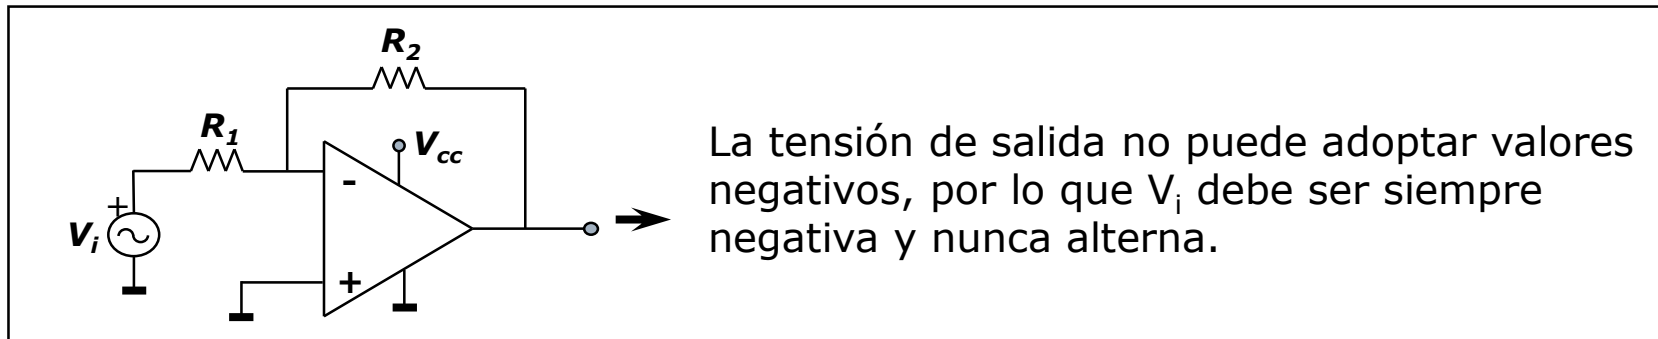 R₂
R₁
V꜀꜀
-
+
Vᵢ
+
La tensión de salida no puede adoptar valores
negativos, por lo que Vᵢ debe ser siempre
negativa y nunca alterna.